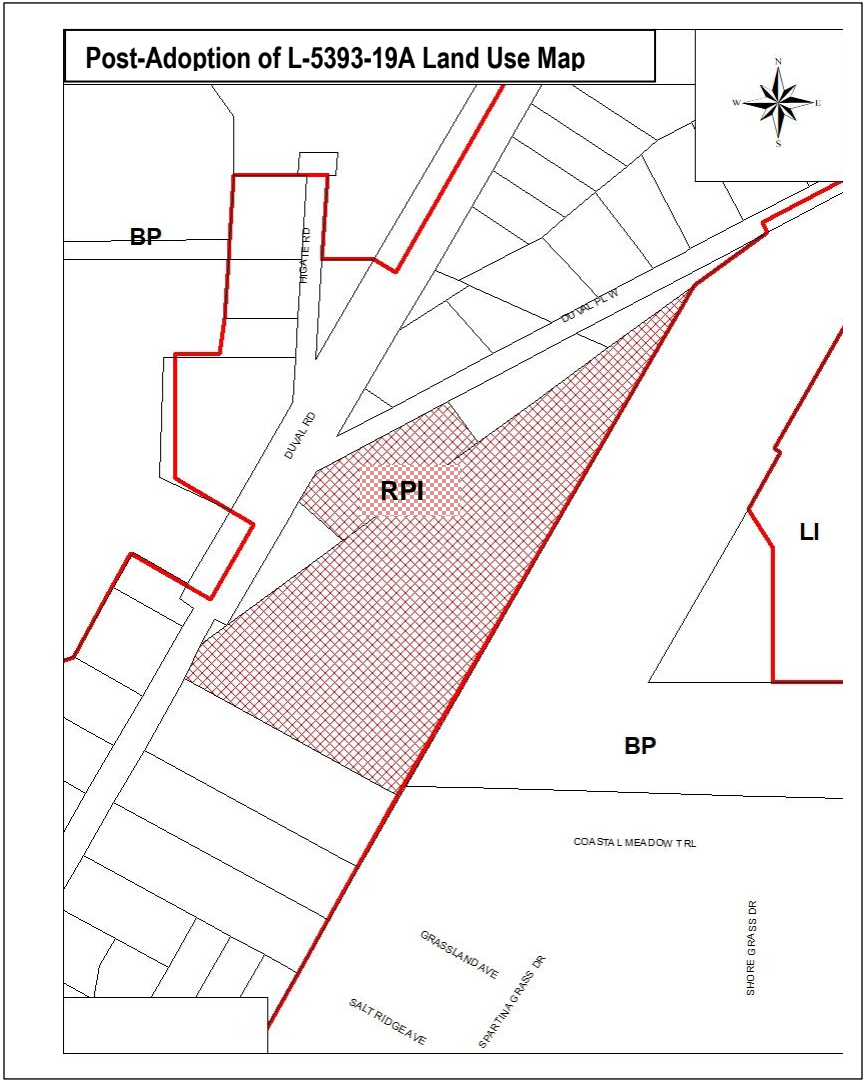 Post-Adoption of L-5393-19A Land Use Map
N
W
E
S
BP
HIGATE RD
DUVAL PL W
DUVAL RD
RPI
LI
BP
COASTAL MEADOW TRL
SHORE GRASS DR
GRASSLAND AVE
SPARTINA GRASS DR
SALT RIDGE AVE